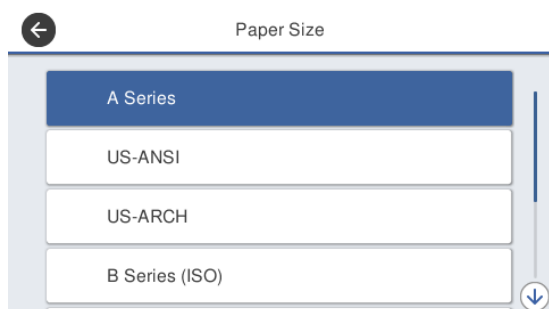 Paper Size
A Series
US-ANSI
US-ARCH
B Series (ISO)